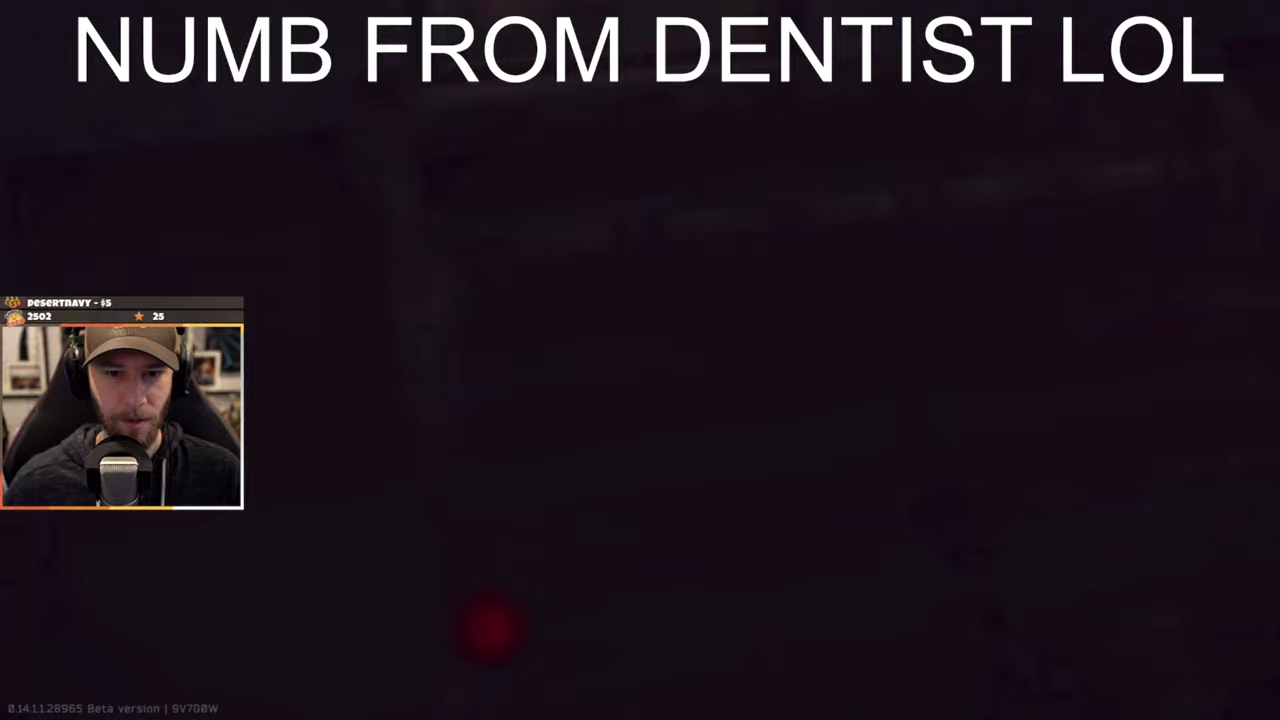 NUMB FROM DENTIST LOL
DESERTNAVY - $5
2502 25
0.14.1.1.28965 Beta version | 9V7G0W